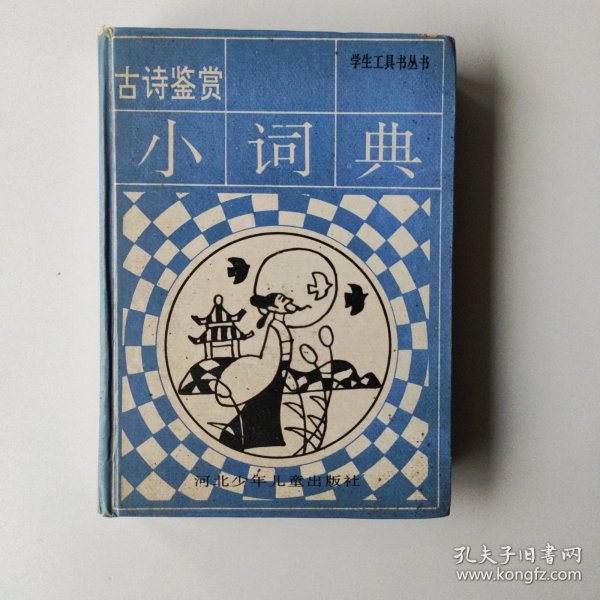 学生工具书丛书
古诗鉴赏
小词典
河北少年儿童出版社
孔夫子旧书网
www.kongfz.com